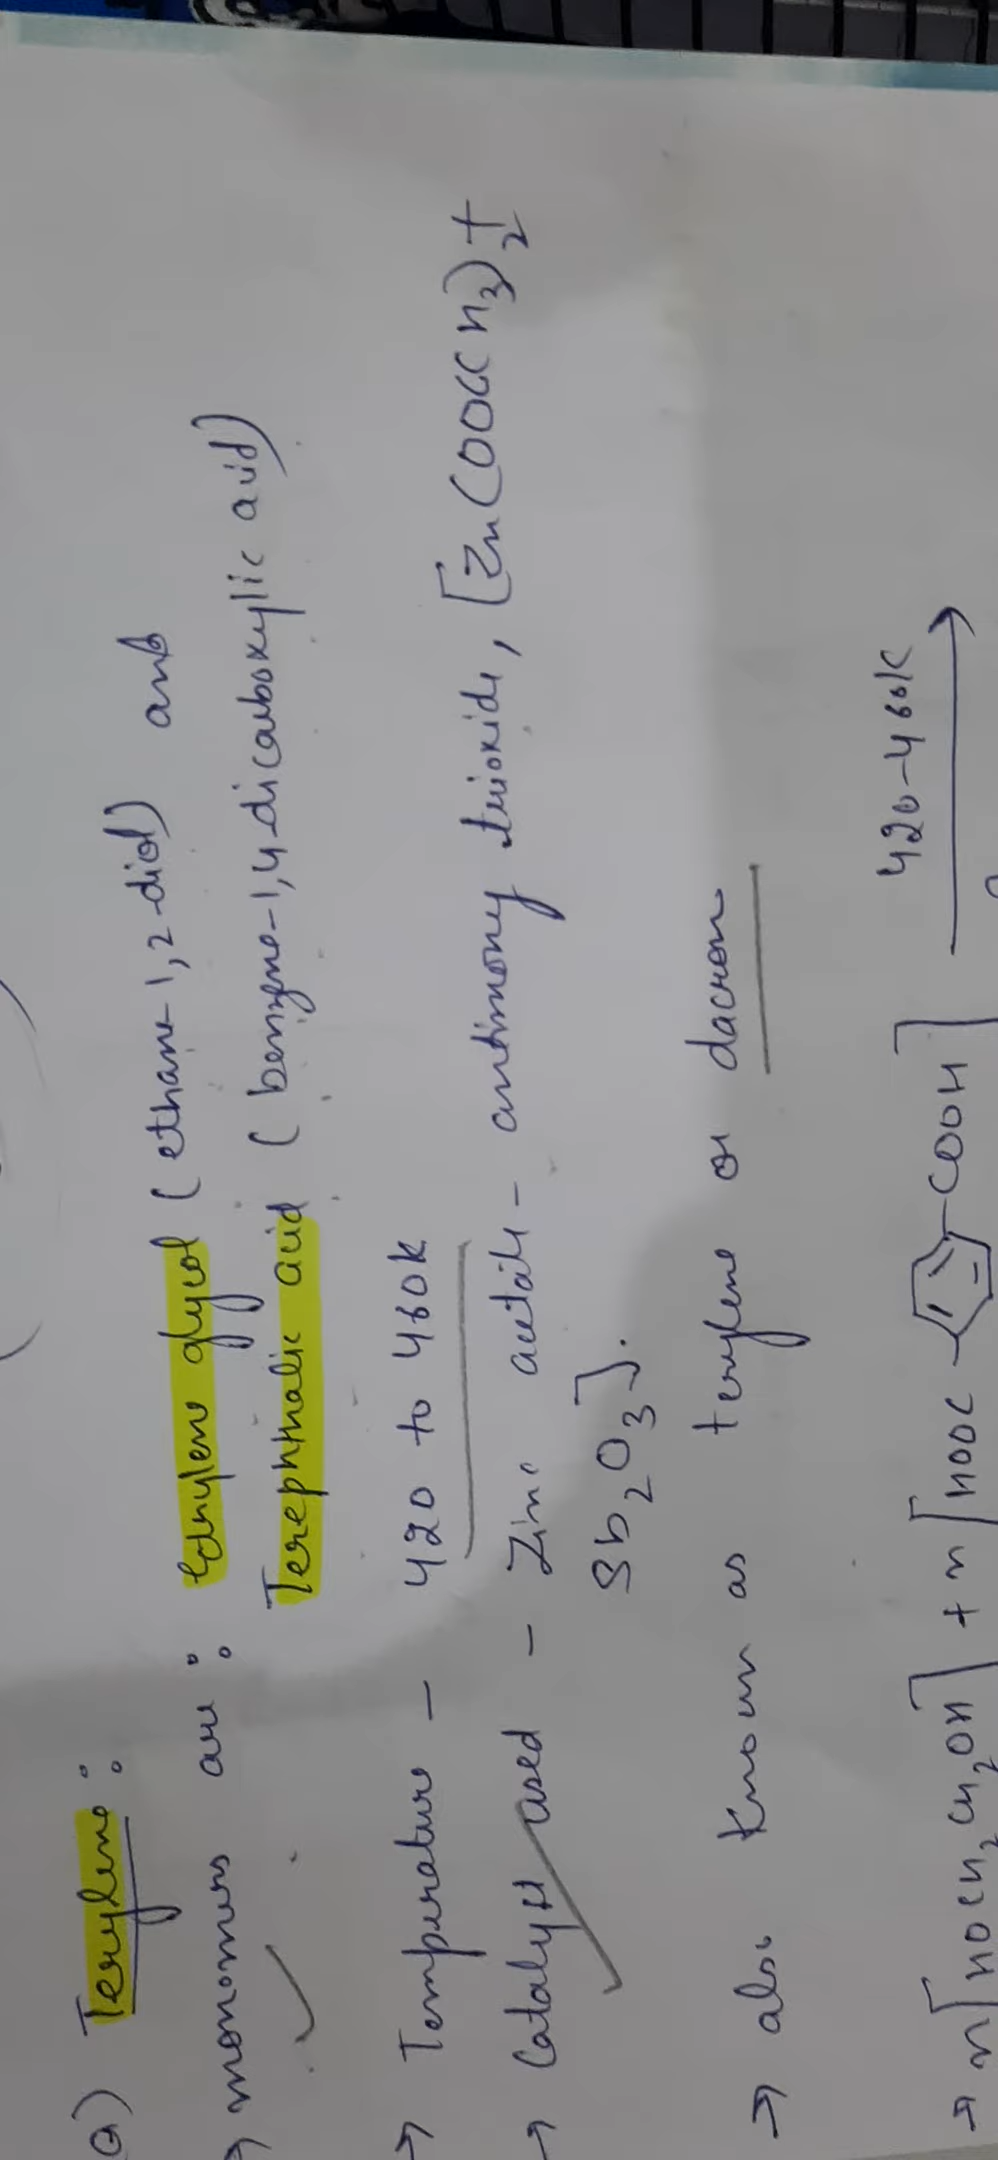 a) Terylene :
→ monomers are : Ethylene glycol (ethane-1,2-diol) and
Terephthalic acid (benzene-1,4-dicarboxylic acid)
→ Temperature - 420 to 460K
→ Catalyst used - Zinc acetate - antimony trioxide, [Zn(OOCCH3)2 +
Sb2O3].
→ also known as terylene or dacron
→ n[HOCH2CH2OH] + n[HOOC-COOH] 420-460K →